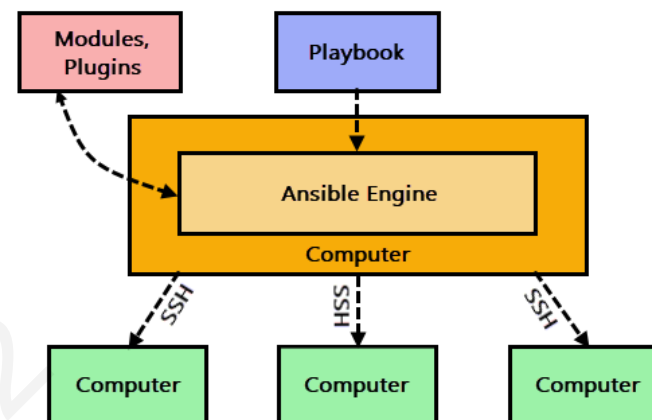 Modules,
Plugins
Playbook
Ansible Engine
Computer
SSH
SSH
SSH
Computer
Computer
Computer